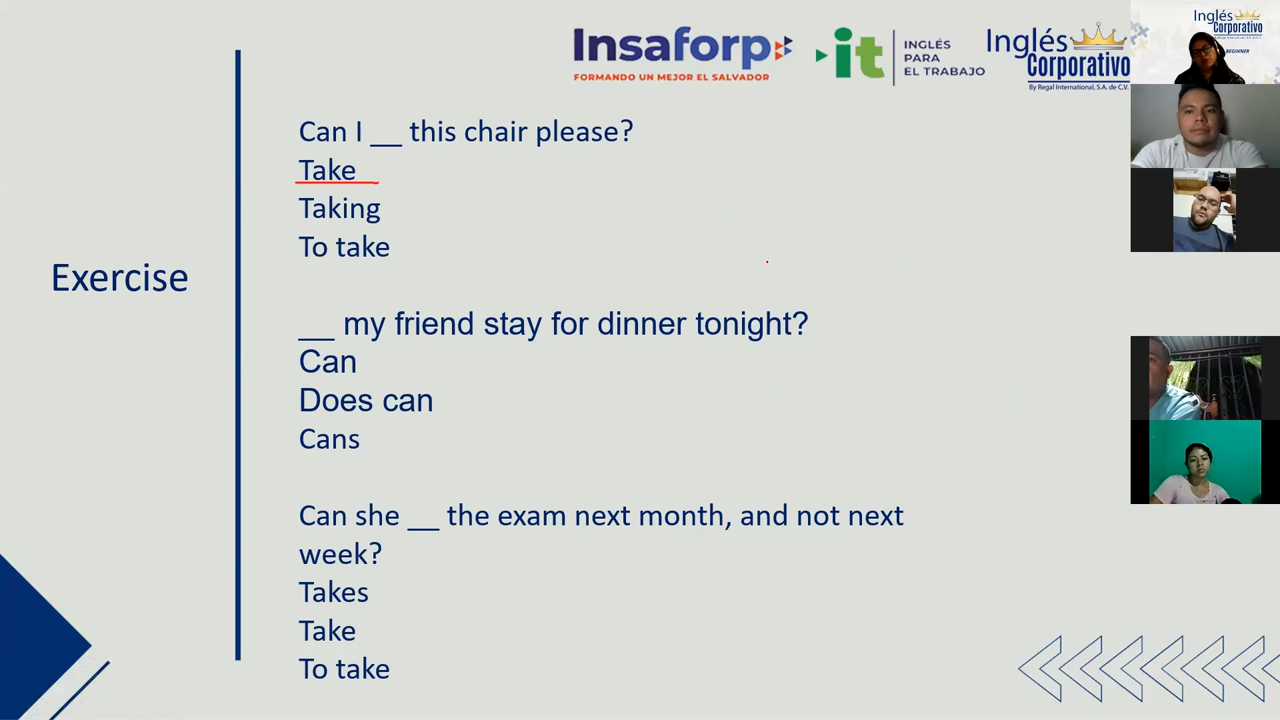 Insaforp
FORMANDO UN MEJOR EL SALVADOR
it
INGLÉS
PARA
EL TRABAJO
Inglés
Corporativo
By Regal International, S.A. de C.V.
Inglés
Corporativo
BEGINNER
Exercise
Can I __ this chair please?
Take
Taking
To take
__ my friend stay for dinner tonight?
Can
Does can
Cans
Can she __ the exam next month, and not next
week?
Takes
Take
To take